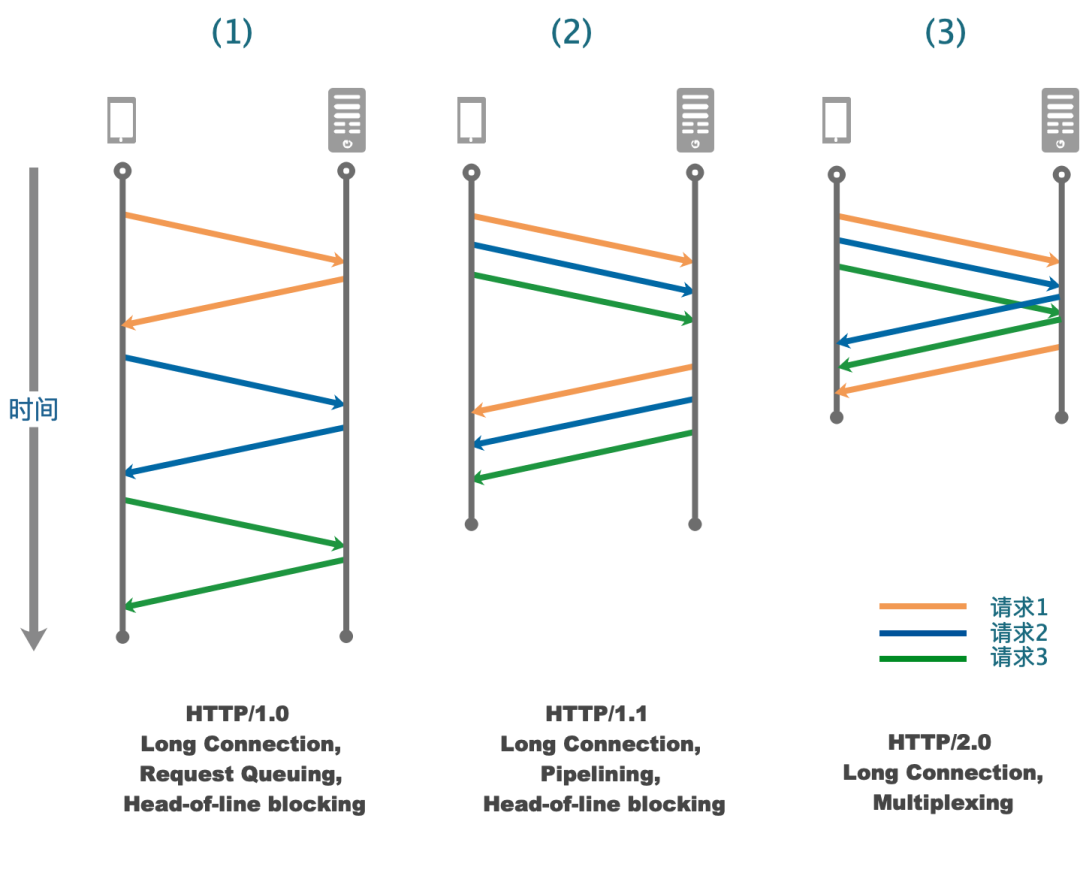 (1)
(2)
(3)
时间
请求1
请求2
请求3
HTTP/1.0
Long Connection,
Request Queuing,
Head-of-line blocking
HTTP/1.1
Long Connection,
Pipelining,
Head-of-line blocking
HTTP/2.0
Long Connection,
Multiplexing